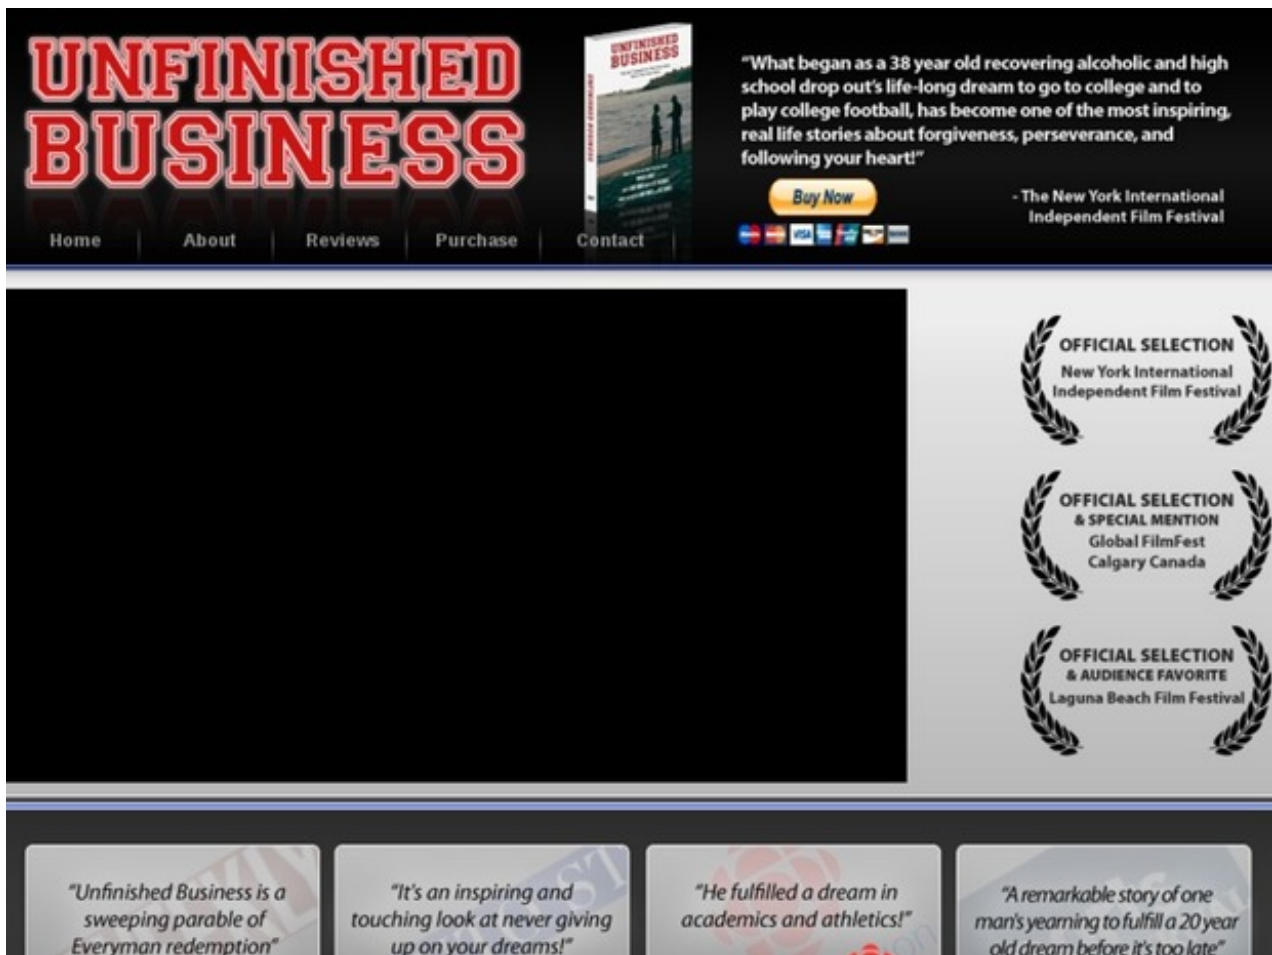 UNFINISHED
BUSINESS
UNFINISHED
BUSINESS
UNFINISHED BUSINESS
“What began as a 38 year old recovering alcoholic and high
school drop out’s life-long dream to go to college and to
play college football, has become one of the most inspiring,
real life stories about forgiveness, perseverance, and
following your heart!”
Buy Now
- The New York International
Independent Film Festival
VISA
Home
About
Reviews
Purchase
Contact
OFFICIAL SELECTION
New York International
Independent Film Festival
OFFICIAL SELECTION
& SPECIAL MENTION
Global FilmFest
Calgary Canada
OFFICIAL SELECTION
& AUDIENCE FAVORITE
Laguna Beach Film Festival
“Unfinished Business is a
sweeping parable of
Everyman redemption”
“It's an inspiring and
touching look at never giving
up on your dreams!”
“He fulfilled a dream in
academics and athletics!”
“A remarkable story of one
man's yearning to fulfill a 20 year
old dream before it's too late”